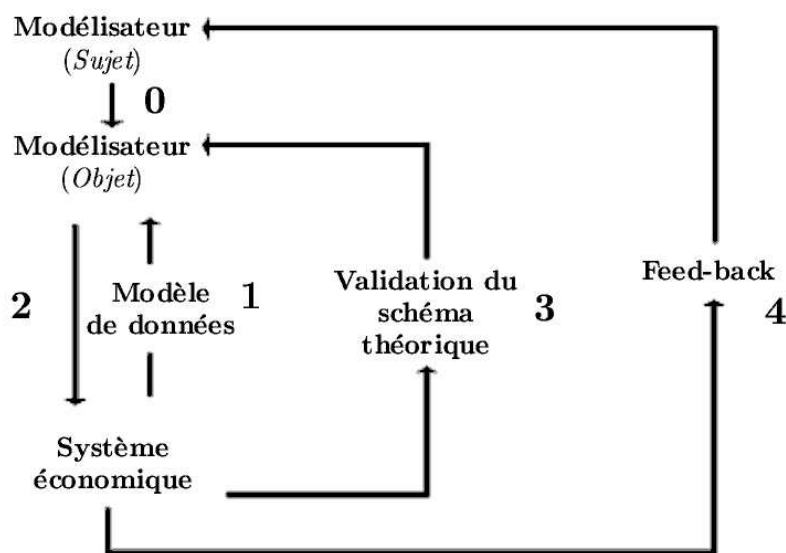 Modélisateur
(Sujet)
0
Modélisateur
(Objet)
2
Modèle
de données
1
Validation du
schéma
théorique
3
Feed-back
4
Système
économique